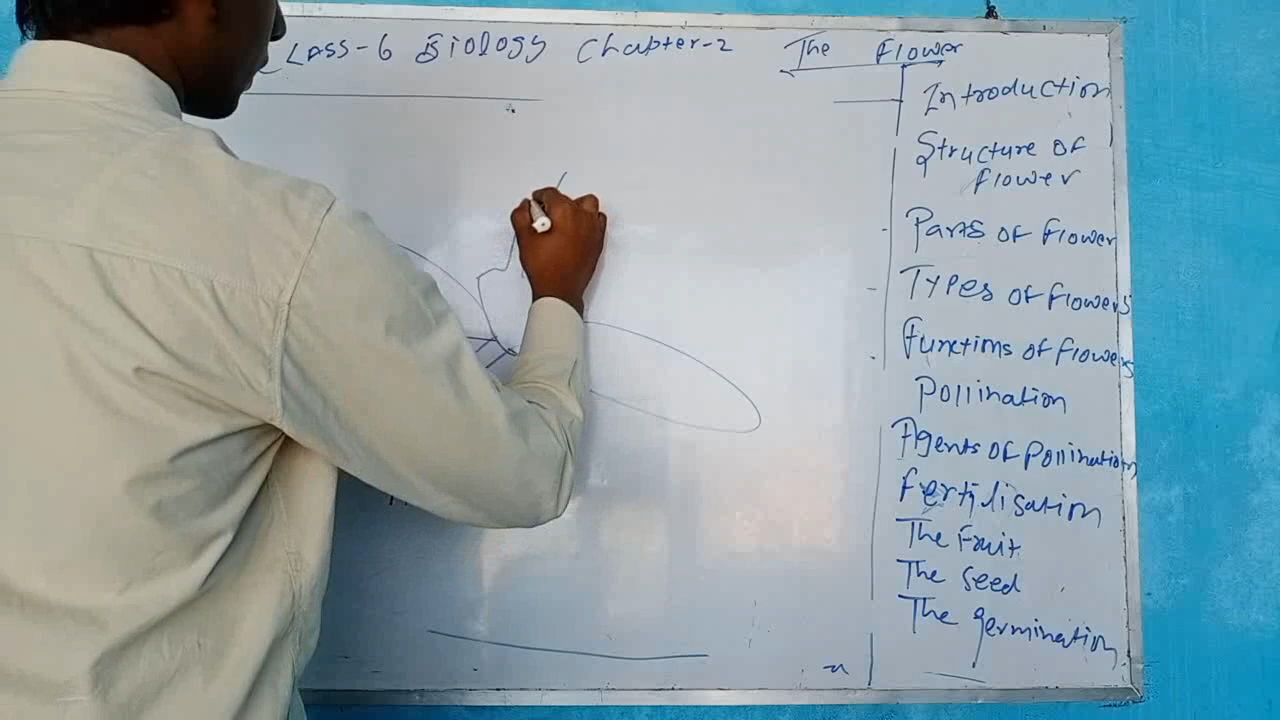 CLASS-6 Biology Chapter-2 The Flower
Introduction
Structure of
flower
Parts of flower
Types of flowers
Functions of flowers
Pollination
Agents of pollination
Fertilisation
The Fruit
The seed
The germination